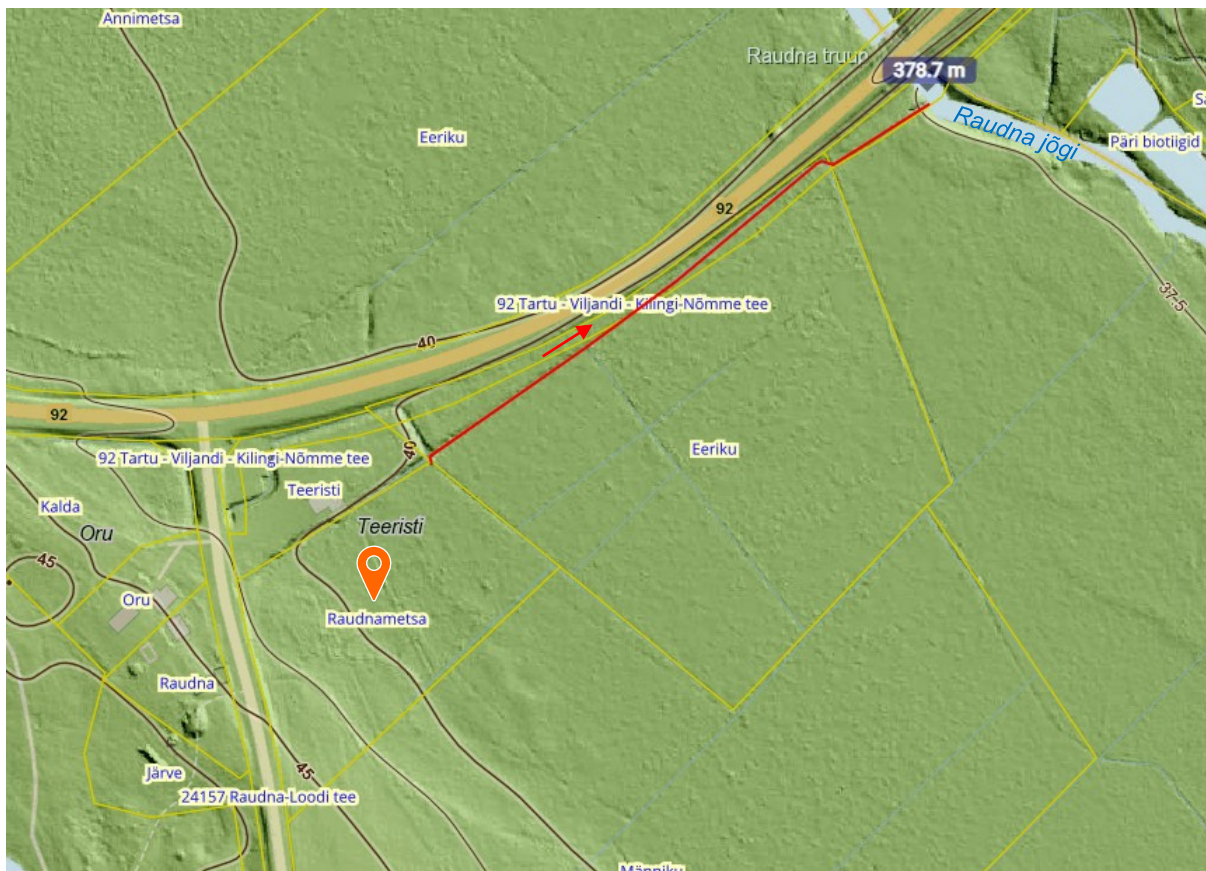 Annimetsa
Raudna truup
378.7 m
Raudna jõgi
Päri biotiigid
Eeriku
92
37.5
92 Tartu - Viljandi - Kilingi-Nõmme tee
40
92
92 Tartu - Viljandi - Kilingi-Nõmme tee
40
Eeriku
Teeristi
Kalda
Oru
Teeristi
45
Oru
Raudnametsa
Raudna
Järve
45
24157 Raudna-Loodi tee
Männiku